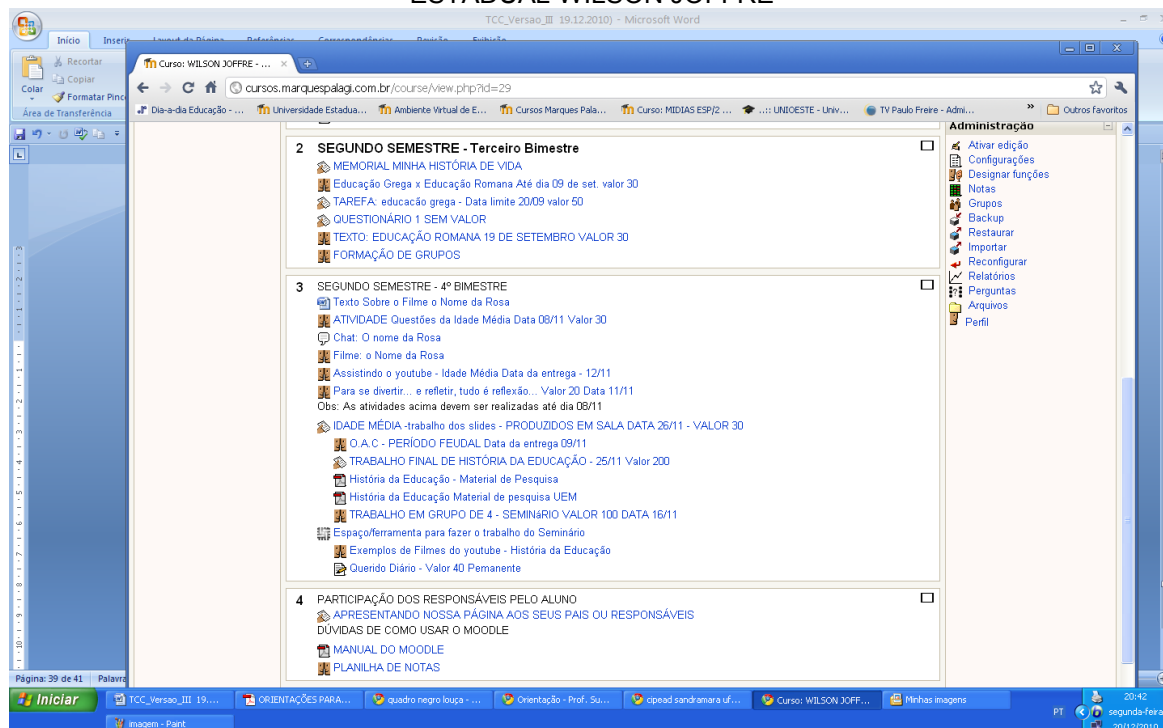 ESTADUAL WILSON JOFFRE
TCC_Versao_III 19.12.2010) - Microsoft Word
Início Inserir Layout da Página Referências Correspondências Revisão Exibição
Recortar
Copiar
Colar
Formatar Pinc
Área de Transferência
Curso: WILSON JOFFRE - ...
cursos.marquespalagi.com.br/course/view.php?id=29
Dia-a-dia Educação - ... Universidade Estadua... Ambiente Virtual de E... Cursos Marques Pala... Curso: MIDIAS ESP/2 ... ..:: UNIOESTE - Univ... TV Paulo Freire - Admi... » Outros favoritos
2 SEGUNDO SEMESTRE - Terceiro Bimestre
MEMORIAL MINHA HISTÓRIA DE VIDA
Educação Grega x Educação Romana Até dia 09 de set. valor 30
TAREFA: educacão grega - Data limite 20/09 valor 50
QUESTIONÁRIO 1 SEM VALOR
TEXTO: EDUCAÇÃO ROMANA 19 DE SETEMBRO VALOR 30
FORMAÇÃO DE GRUPOS
3 SEGUNDO SEMESTRE - 4º BIMESTRE
Texto Sobre o Filme o Nome da Rosa
ATIVIDADE Questões da Idade Média Data 08/11 Valor 30
Chat: O nome da Rosa
Filme: o Nome da Rosa
Assistindo o youtube - Idade Média Data da entrega - 12/11
Para se divertir... e refletir, tudo é reflexão... Valor 20 Data 11/11
Obs: As atividades acima devem ser realizadas até dia 08/11
IDADE MÉDIA -trabalho dos slides - PRODUZIDOS EM SALA DATA 26/11 - VALOR 30
O.A.C - PERÍODO FEUDAL Data da entrega 09/11
TRABALHO FINAL DE HISTÓRIA DA EDUCAÇÃO - 25/11 Valor 200
História da Educação - Material de Pesquisa
História da Educação Material de pesquisa UEM
TRABALHO EM GRUPO DE 4 - SEMINáRIO VALOR 100 DATA 16/11
Espaço/ferramenta para fazer o trabalho do Seminário
Exemplos de Filmes do youtube - História da Educação
Querido Diário - Valor 40 Pemanente
4 PARTICIPAÇÃO DOS RESPONSÁVEIS PELO ALUNO
APRESENTANDO NOSSA PÁGINA AOS SEUS PAIS OU RESPONSÁVEIS
DÚVIDAS DE COMO USAR O MOODLE
MANUAL DO MOODLE
PLANILHA DE NOTAS
Administração
Ativar edição
Configurações
Designar funções
Notas
Grupos
Backup
Restaurar
Importar
Reconfigurar
Relatórios
Perguntas
Arquivos
Perfil
Página: 39 de 41 Palavra
Iniciar TCC_Versao_III 19.... ORIENTAÇÕES PARA... quadro negro louça - ... Orientação - Prof. Su... cipead sandramara uf... Curso: WILSON JOFF... Minhas imagens
imagem - Paint
PT 20:42
segunda-feira
20/12/2010